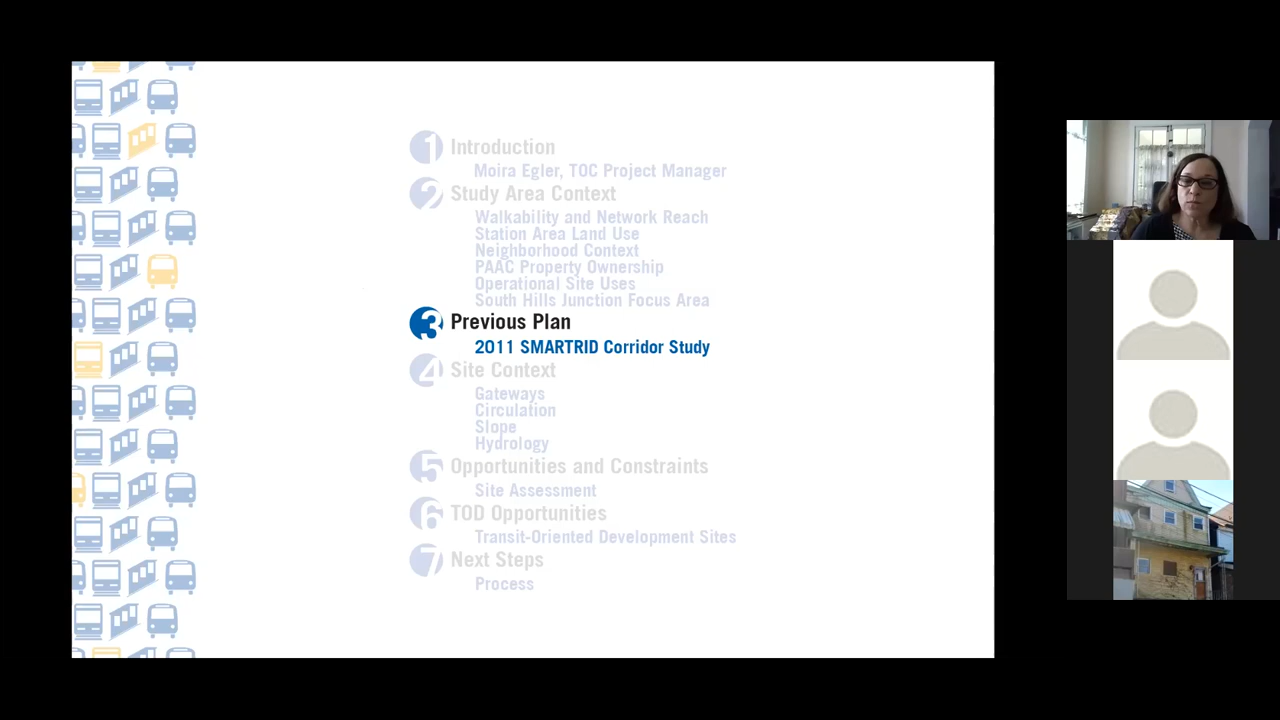 1 Introduction
Moira Egler, TOC Project Manager
2 Study Area Context
Walkability and Network Reach
Station Area Land Use
Neighborhood Context
PAAC Property Ownership
Operational Site Uses
South Hills Junction Focus Area
3 Previous Plan
2011 SMARTRID Corridor Study
4 Site Context
Gateways
Circulation
Slope
Hydrology
5 Opportunities and Constraints
Site Assessment
6 TOD Opportunities
Transit-Oriented Development Sites
7 Next Steps
Process